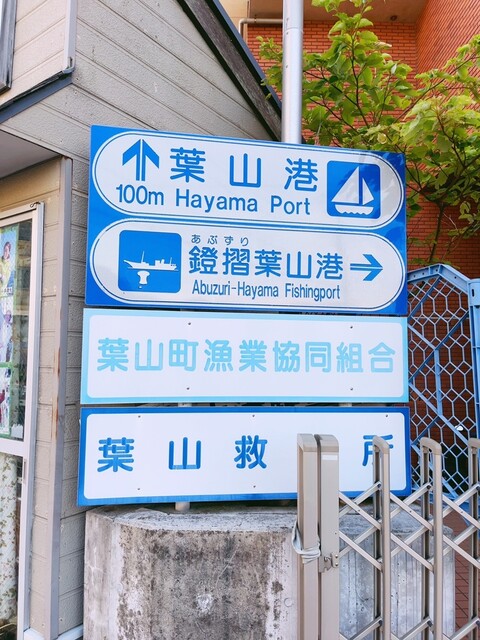 葉山港
100m Hayama Port
あぶずり
鐙摺葉山港
Abuzuri-Hayama Fishingport
葉山町漁業協同組合
葉山救 所